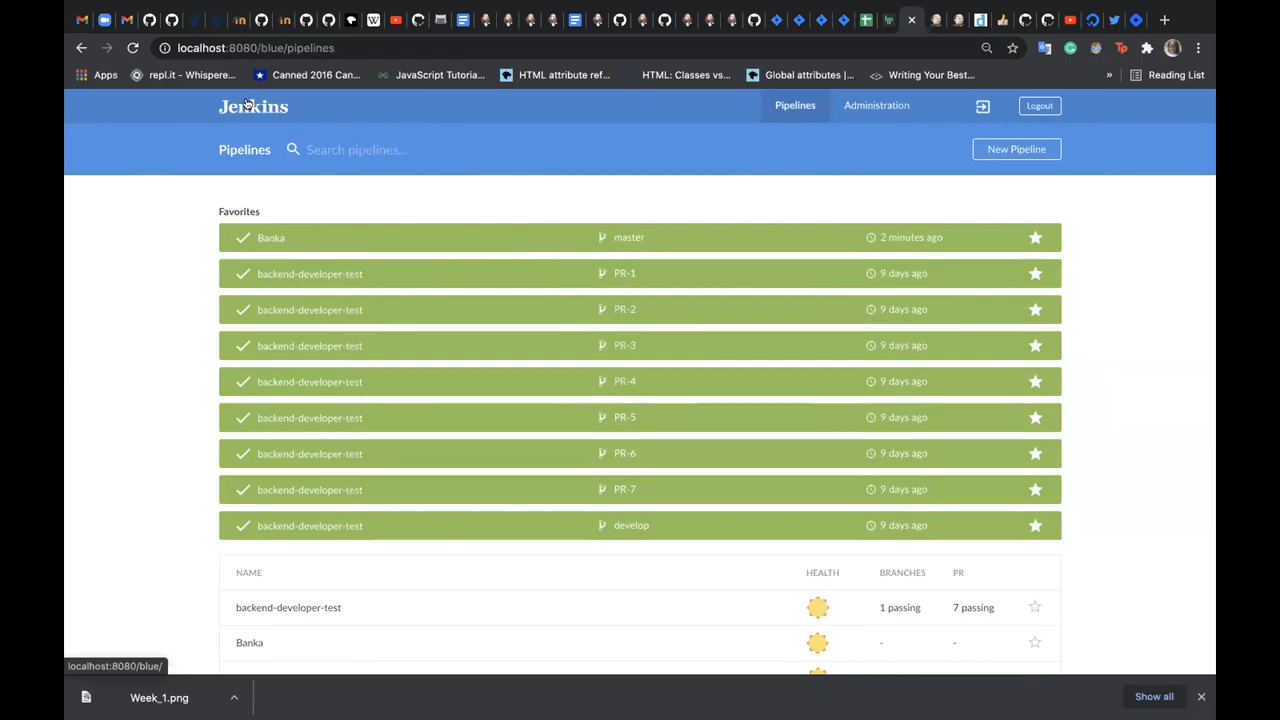 localhost:8080/blue/pipelines
Apps
repl.it - Whispere...
Canned 2016 Can...
JavaScript Tutoria...
HTML attribute ref...
HTML: Classes vs...
Global attributes |...
Writing Your Best...
»
Reading List
Jenkins
Pipelines
Administration
Logout
Pipelines
Search pipelines...
New Pipeline
Favorites
Banka master 2 minutes ago
backend-developer-test PR-1 9 days ago
backend-developer-test PR-2 9 days ago
backend-developer-test PR-3 9 days ago
backend-developer-test PR-4 9 days ago
backend-developer-test PR-5 9 days ago
backend-developer-test PR-6 9 days ago
backend-developer-test PR-7 9 days ago
backend-developer-test develop 9 days ago
NAME HEALTH BRANCHES PR
backend-developer-test 1 passing 7 passing
Banka - -
localhost:8080/blue/
Week_1.png
Show all